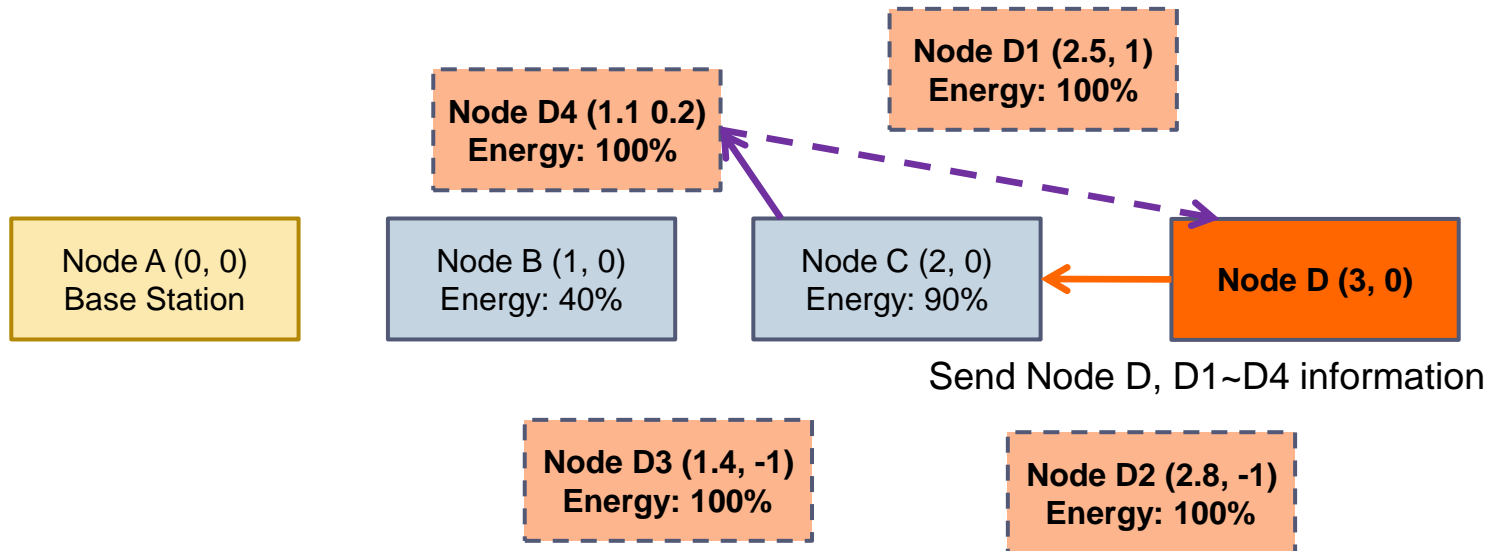 Node D1 (2.5, 1)
Energy: 100%
Node D4 (1.1 0.2)
Energy: 100%
Node A (0, 0)
Base Station
Node B (1, 0)
Energy: 40%
Node C (2, 0)
Energy: 90%
Node D (3, 0)
Send Node D, D1~D4 information
Node D3 (1.4, -1)
Energy: 100%
Node D2 (2.8, -1)
Energy: 100%